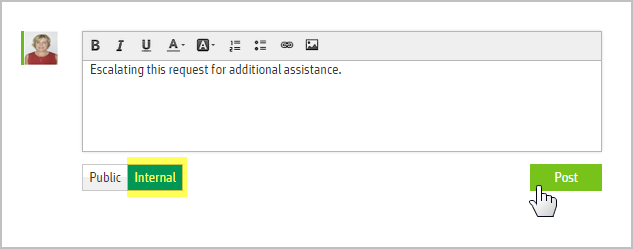 B I U A A
Escalating this request for additional assistance.
Public Internal Post